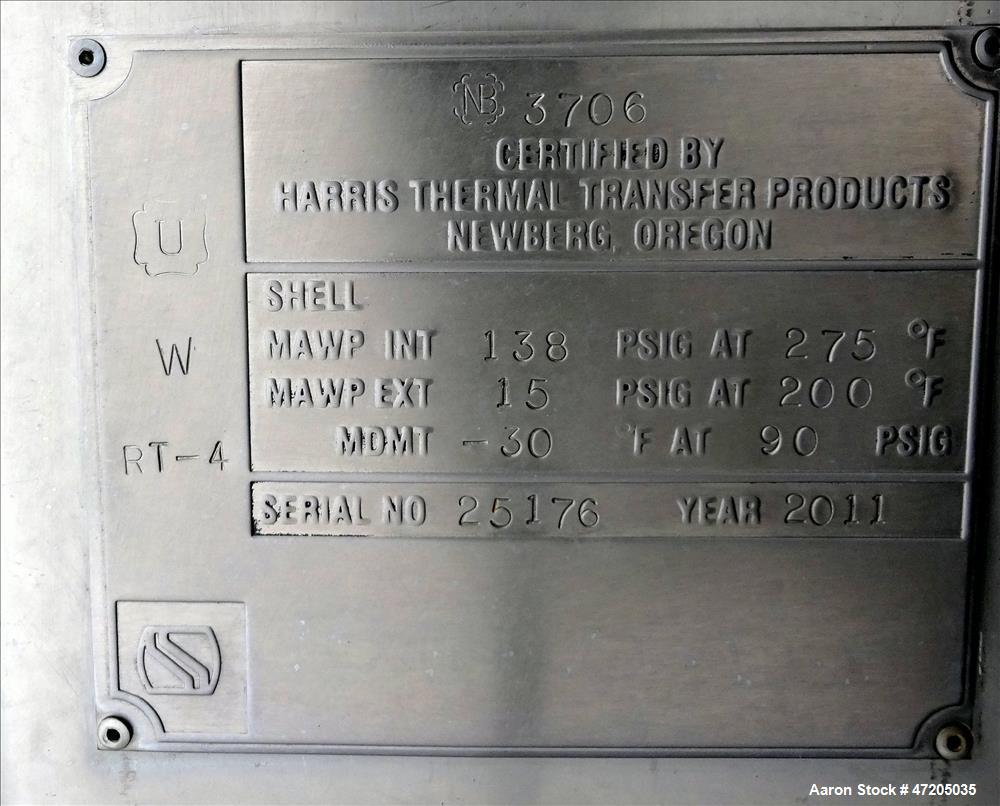 NB 3706
CERTIFIED BY
HARRIS THERMAL TRANSFER PRODUCTS
NEWBERG, OREGON
U
W
RT-4
SHELL
MAWP INT 138 PSIG AT 275 °F
MAWP EXT 15 PSIG AT 200 °F
MDMT -30 °F AT 90 PSIG
SERIAL NO 25176 YEAR 2011
Aaron Stock # 47205035